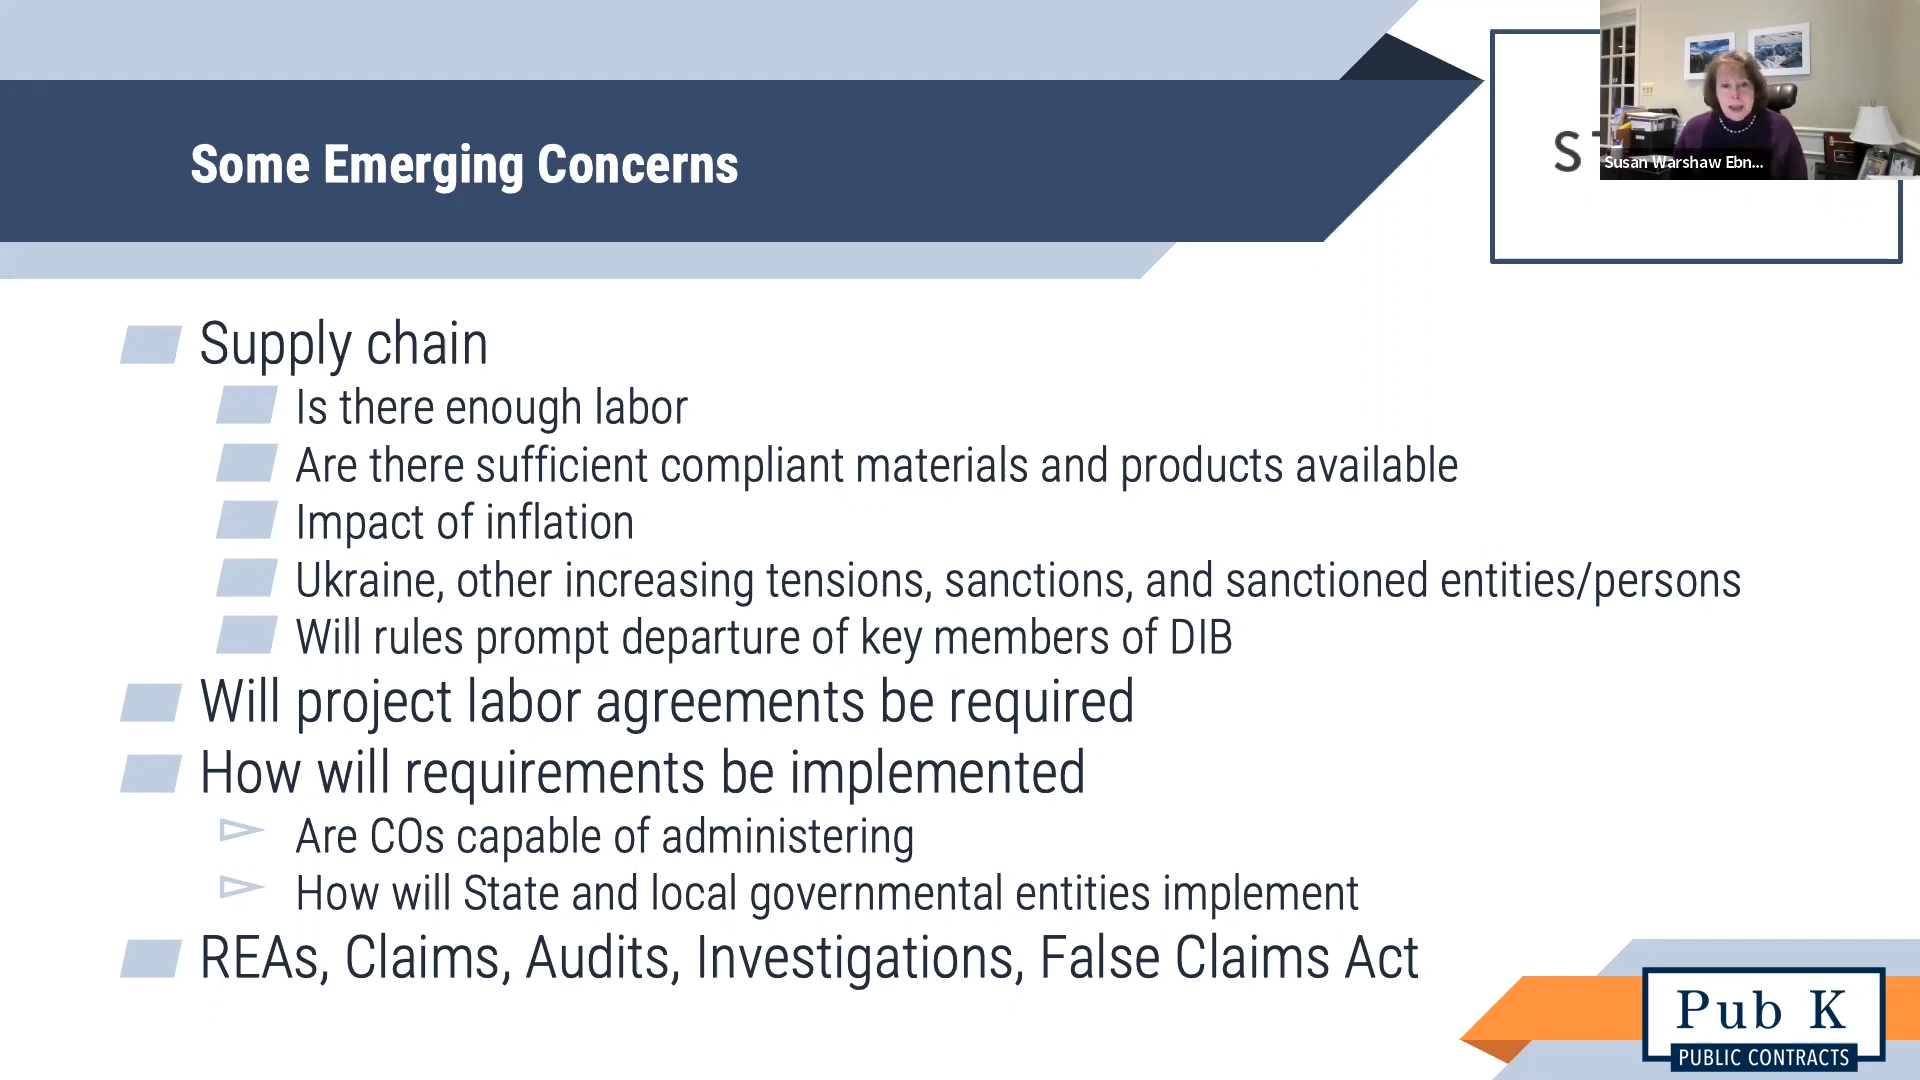 Some Emerging Concerns
S
Susan Warshaw Ebn...
Supply chain
Is there enough labor
Are there sufficient compliant materials and products available
Impact of inflation
Ukraine, other increasing tensions, sanctions, and sanctioned entities/persons
Will rules prompt departure of key members of DIB
Will project labor agreements be required
How will requirements be implemented
Are COs capable of administering
How will State and local governmental entities implement
REAs, Claims, Audits, Investigations, False Claims Act
Pub K
PUBLIC CONTRACTS